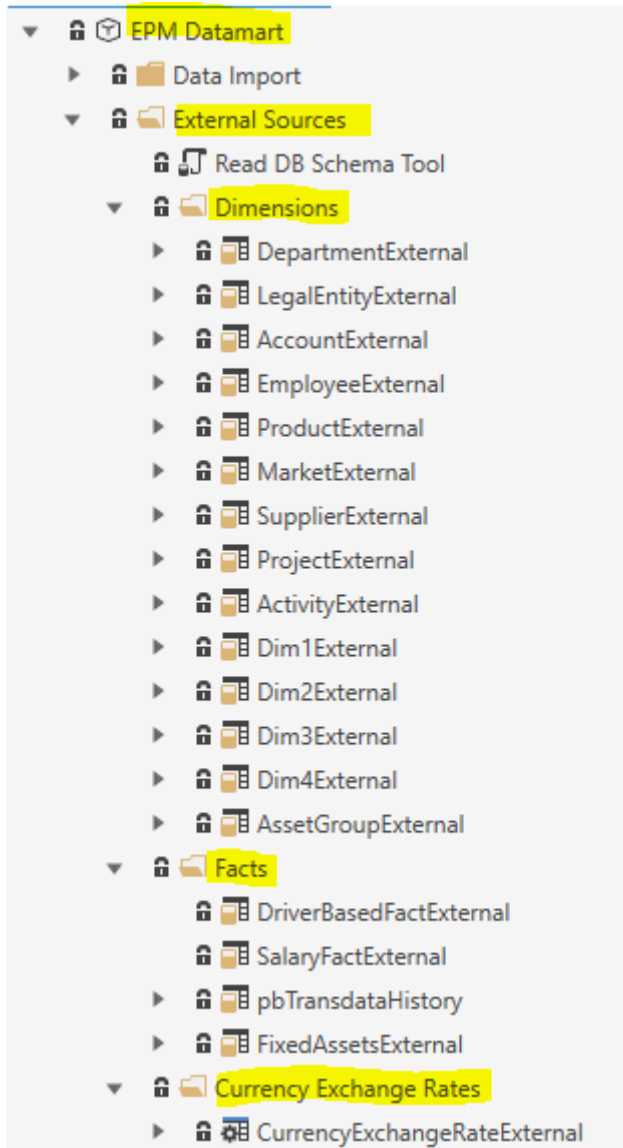 EPM Datamart
Data Import
External Sources
Read DB Schema Tool
Dimensions
DepartmentExternal
LegalEntityExternal
AccountExternal
EmployeeExternal
ProductExternal
MarketExternal
SupplierExternal
ProjectExternal
ActivityExternal
Dim1External
Dim2External
Dim3External
Dim4External
AssetGroupExternal
Facts
DriverBasedFactExternal
SalaryFactExternal
pbTransdataHistory
FixedAssetsExternal
Currency Exchange Rates
CurrencyExchangeRateExternal